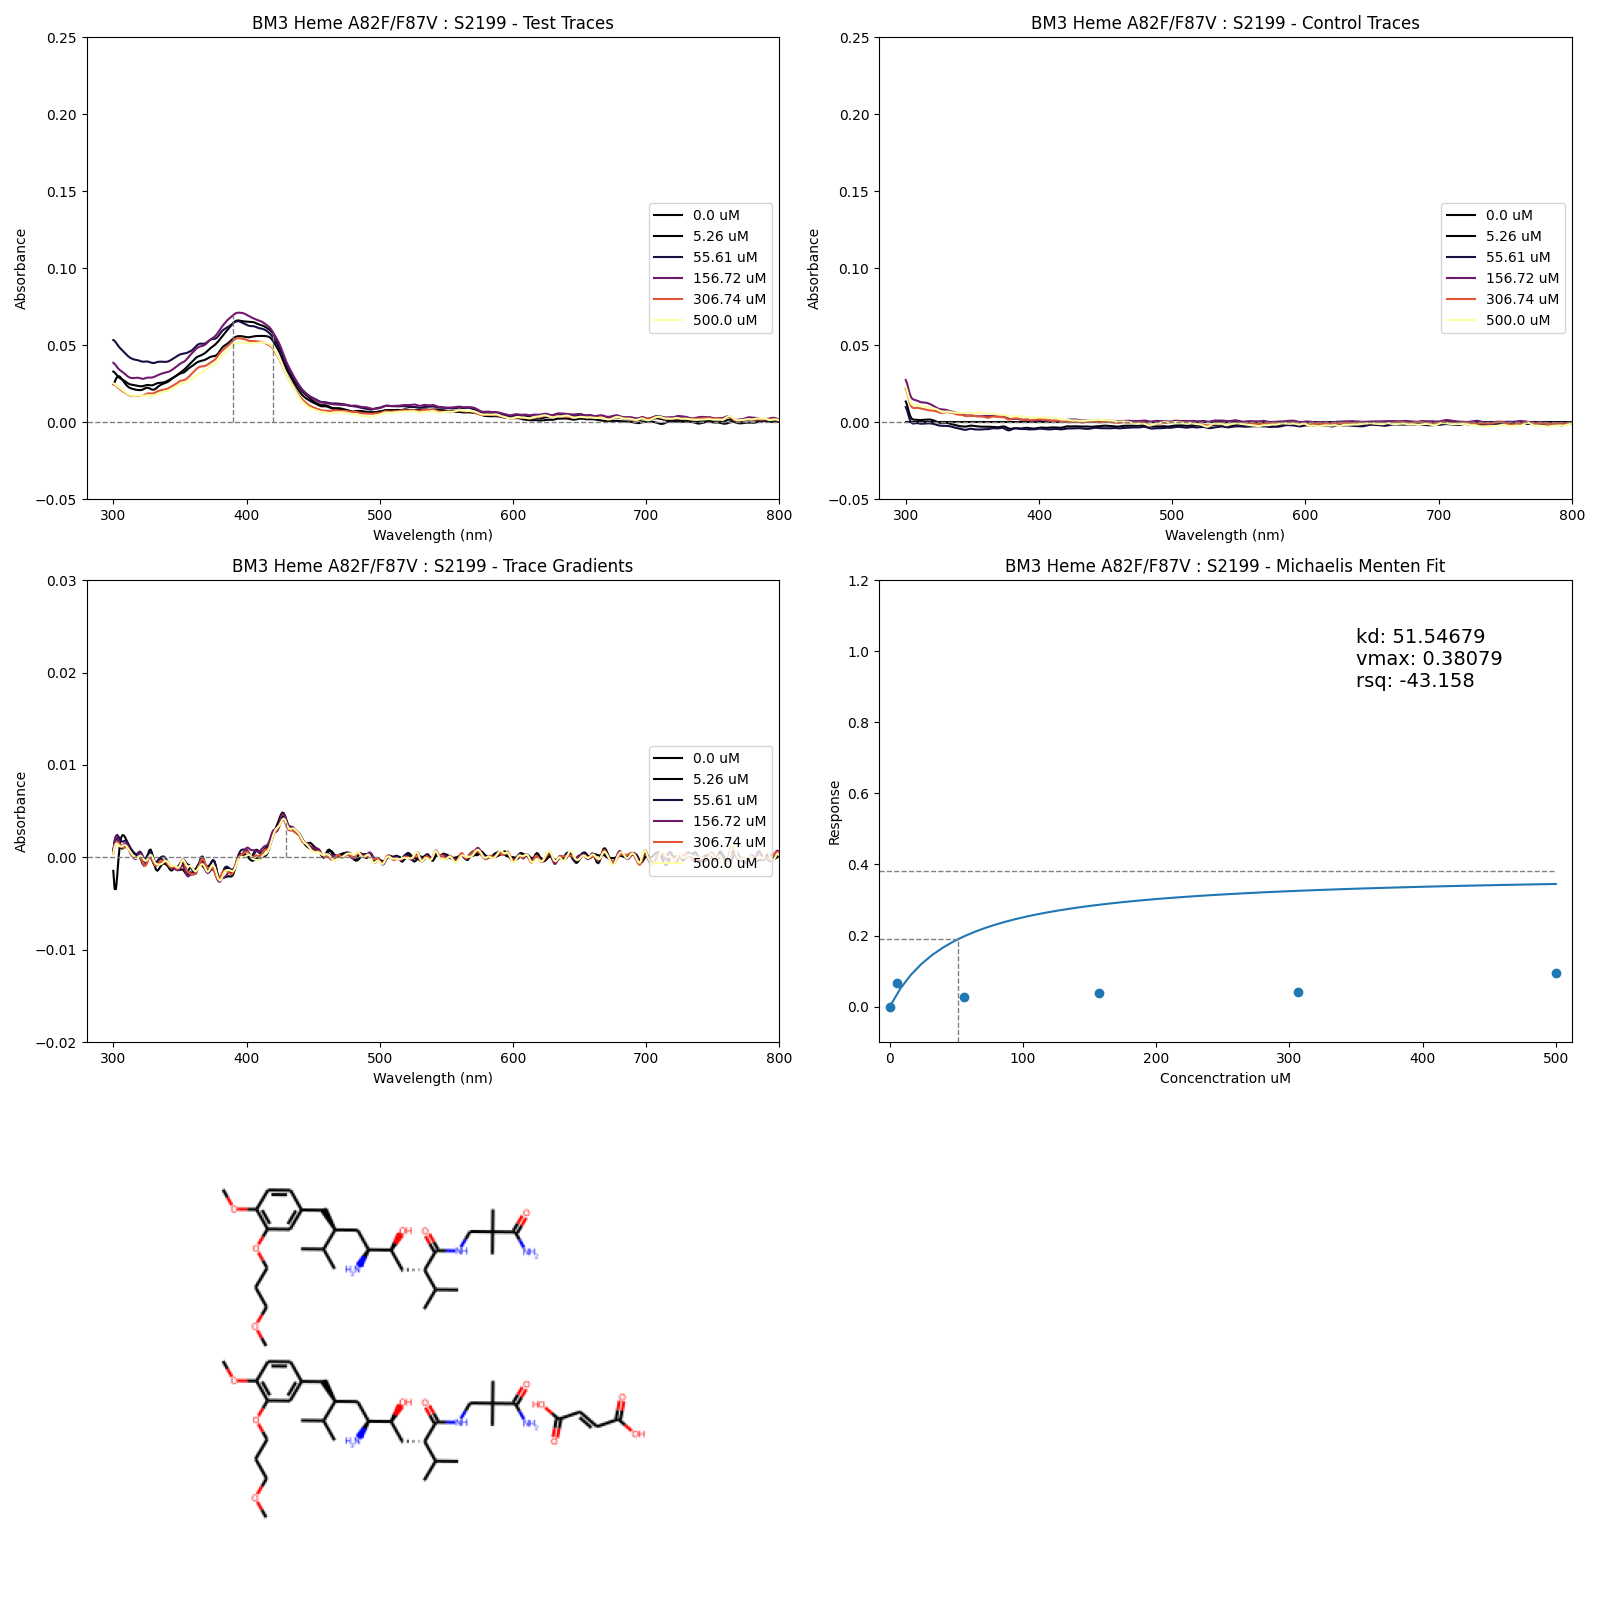 BM3 Heme A82F/F87V : S2199 - Test Traces
Absorbance
0.25
0.20
0.15
0.10
0.05
0.00
−0.05
300 400 500 600 700 800
Wavelength (nm)
0.0 uM
5.26 uM
55.61 uM
156.72 uM
306.74 uM
500.0 uM
BM3 Heme A82F/F87V : S2199 - Control Traces
Absorbance
0.25
0.20
0.15
0.10
0.05
0.00
−0.05
300 400 500 600 700 800
Wavelength (nm)
0.0 uM
5.26 uM
55.61 uM
156.72 uM
306.74 uM
500.0 uM
BM3 Heme A82F/F87V : S2199 - Trace Gradients
Absorbance
0.03
0.02
0.01
0.00
−0.01
−0.02
300 400 500 600 700 800
Wavelength (nm)
0.0 uM
5.26 uM
55.61 uM
156.72 uM
306.74 uM
500.0 uM
BM3 Heme A82F/F87V : S2199 - Michaelis Menten Fit
Response
1.2
1.0
0.8
0.6
0.4
0.2
0.0
0 100 200 300 400 500
Concenctration uM
kd: 51.54679
vmax: 0.38079
rsq: -43.158
O
O
O
H2N
OH
O
NH
O
NH2
O
O
O
H2N
OH
O
NH
O
NH2
HO
O
O
OH